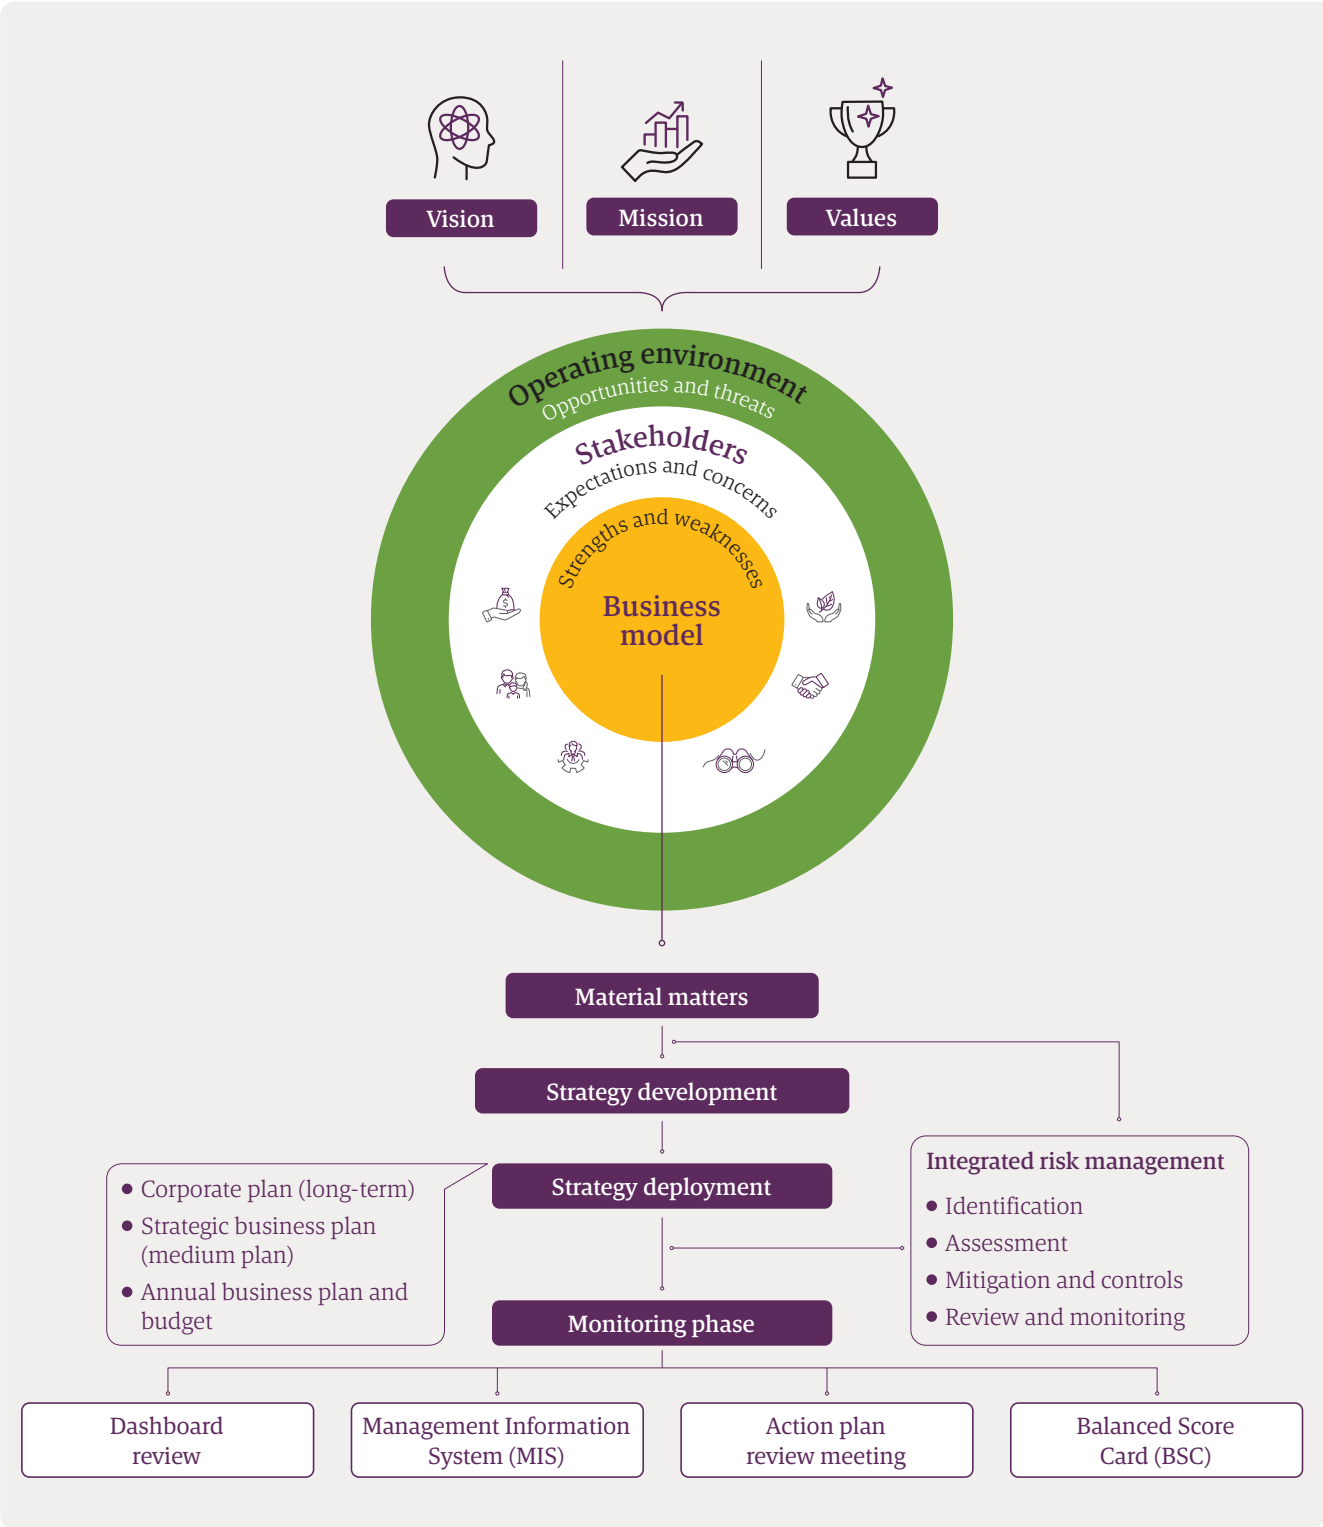 Vision
Mission
Values
Operating environment
Opportunities and threats
Stakeholders
Expectations and concerns
Strengths and weaknesses
Business
model
$
Material matters
Strategy development
Strategy deployment
Corporate plan (long-term)
Strategic business plan
(medium plan)
Annual business plan and
budget
Integrated risk management
Identification
Assessment
Mitigation and controls
Review and monitoring
Monitoring phase
Dashboard
review
Management Information
System (MIS)
Action plan
review meeting
Balanced Score
Card (BSC)